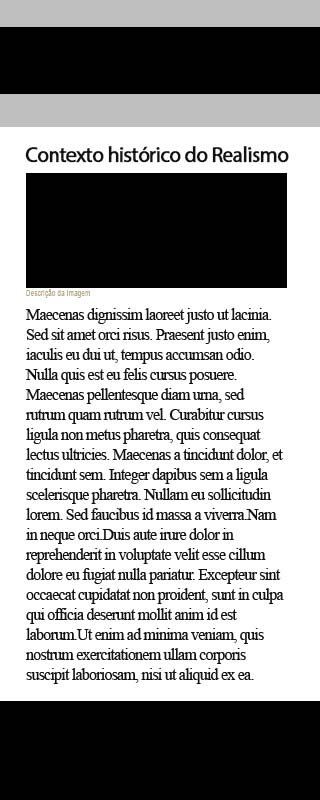 Contexto histórico do Realismo
Descrição da Imagem
Maecenas dignissim laoreet justo ut lacinia.
Sed sit amet orci risus. Praesent justo enim,
iaculis eu dui ut, tempus accumsan odio.
Nulla quis est eu felis cursus posuere.
Maecenas pellentesque diam urna, sed
rutrum quam rutrum vel. Curabitur cursus
ligula non metus pharetra, quis consequat
lectus ultricies. Maecenas a tincidunt dolor, et
tincidunt sem. Integer dapibus sem a ligula
scelerisque pharetra. Nullam eu sollicitudin
lorem. Sed faucibus id massa a viverra.Nam
in neque orci.Duis aute irure dolor in
reprehenderit in voluptate velit esse cillum
dolore eu fugiat nulla pariatur. Excepteur sint
occaecat cupidatat non proident, sunt in culpa
qui officia deserunt mollit anim id est
laborum.Ut enim ad minima veniam, quis
nostrum exercitationem ullam corporis
suscipit laboriosam, nisi ut aliquid ex ea.